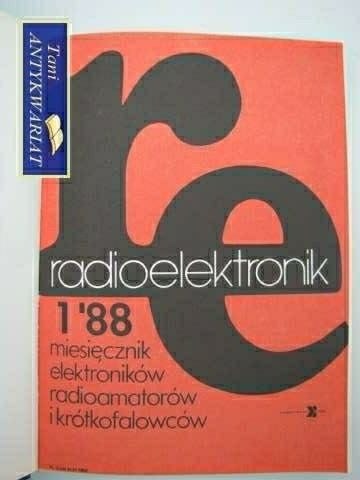 Tani
ANTYKWARIAT
re
radioelektronik
1'88
miesięcznik
elektroników
radioamatorów
i krótkofalowców